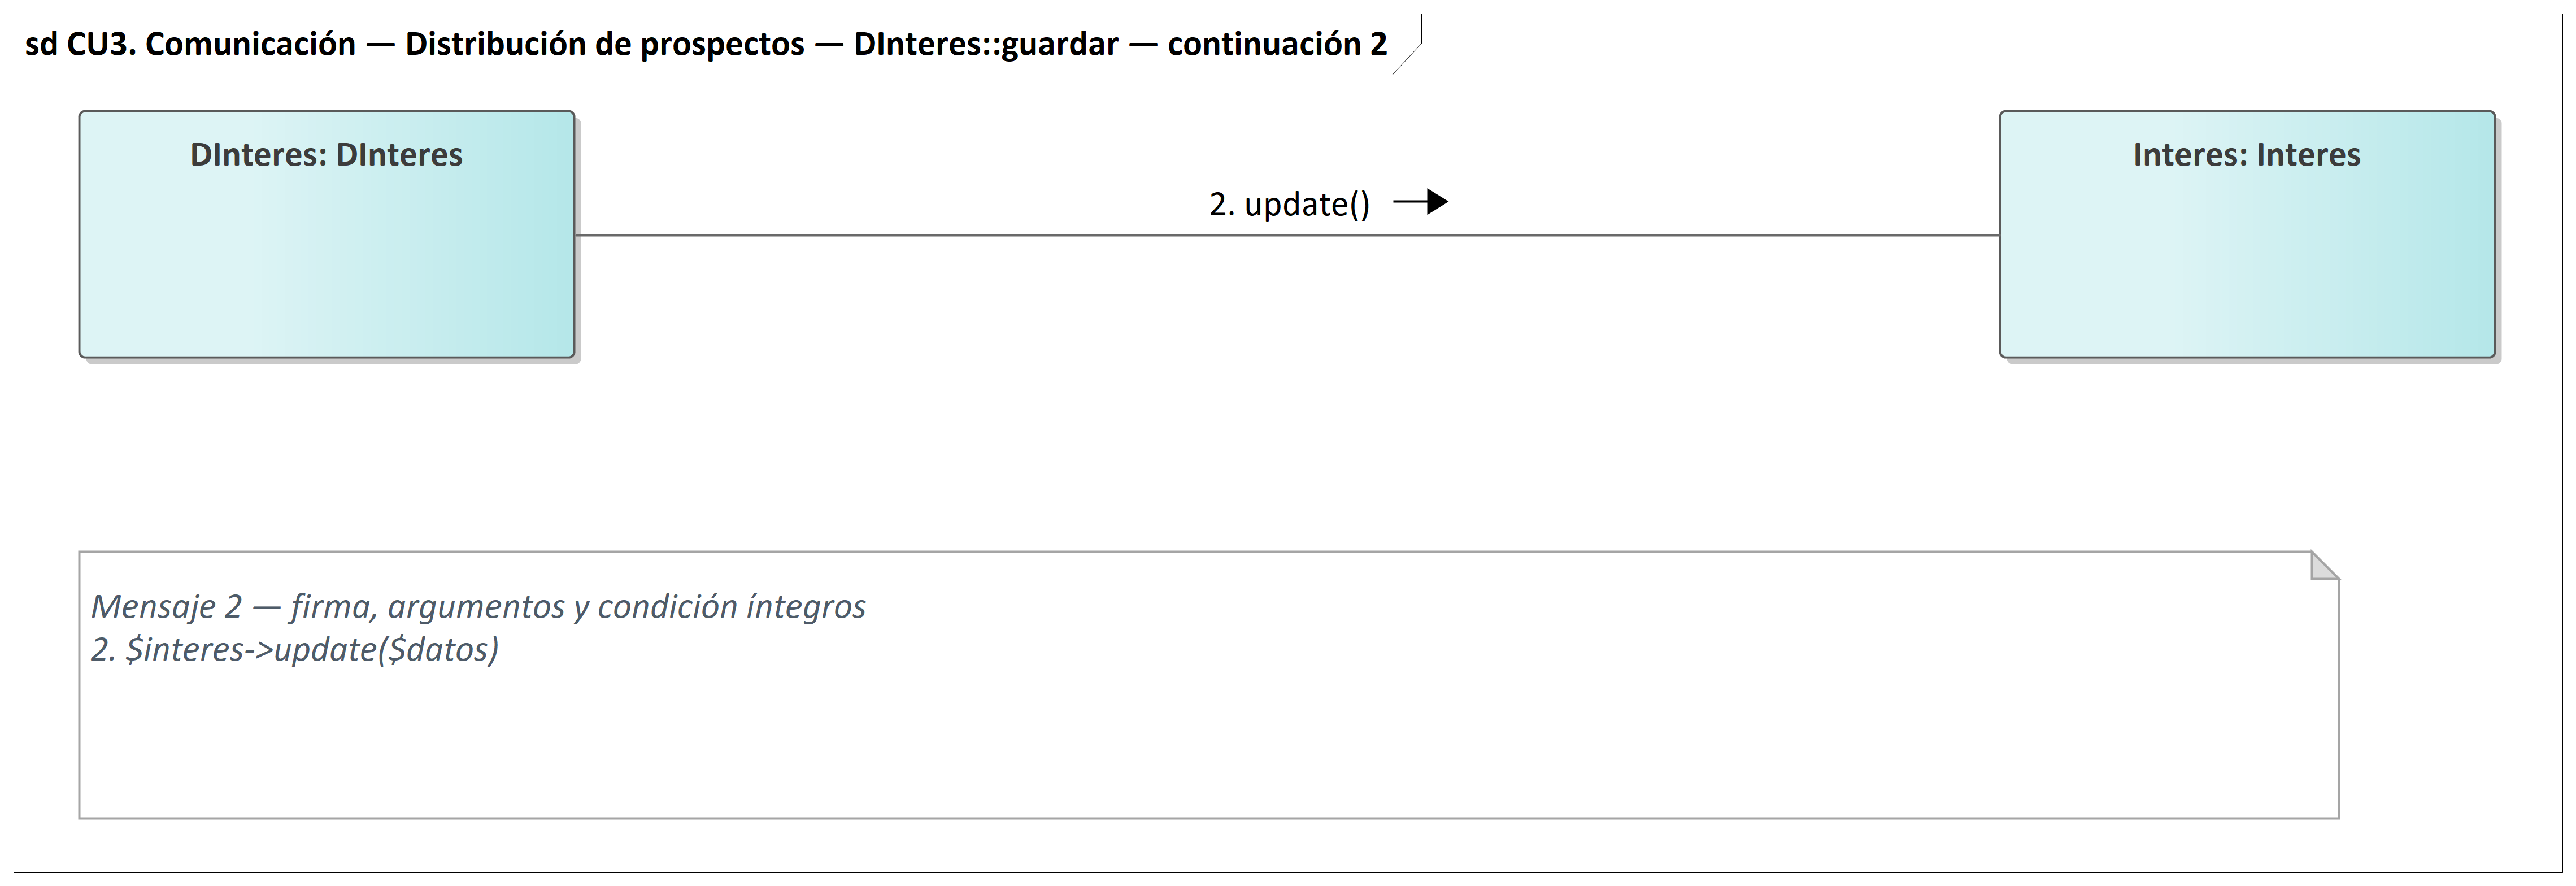 sd CU3. Comunicación — Distribución de prospectos — DInteres::guardar — continuación 2
DInteres: DInteres
Interes: Interes
2. update()
Mensaje 2 — firma, argumentos y condición íntegros
2. $interes->update($datos)